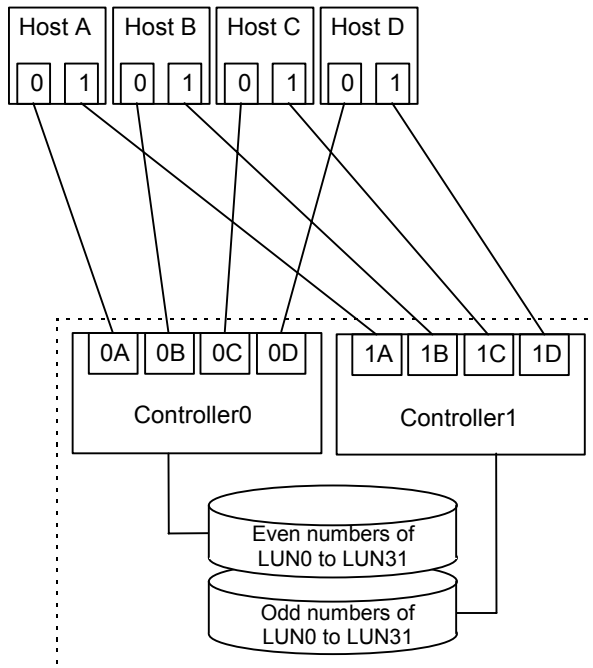 Host A
Host B
Host C
Host D
0
1
0
1
0
1
0
1
0A
0B
0C
0D
1A
1B
1C
1D
Controller0
Controller1
Even numbers of
LUN0 to LUN31
Odd numbers of
LUN0 to LUN31